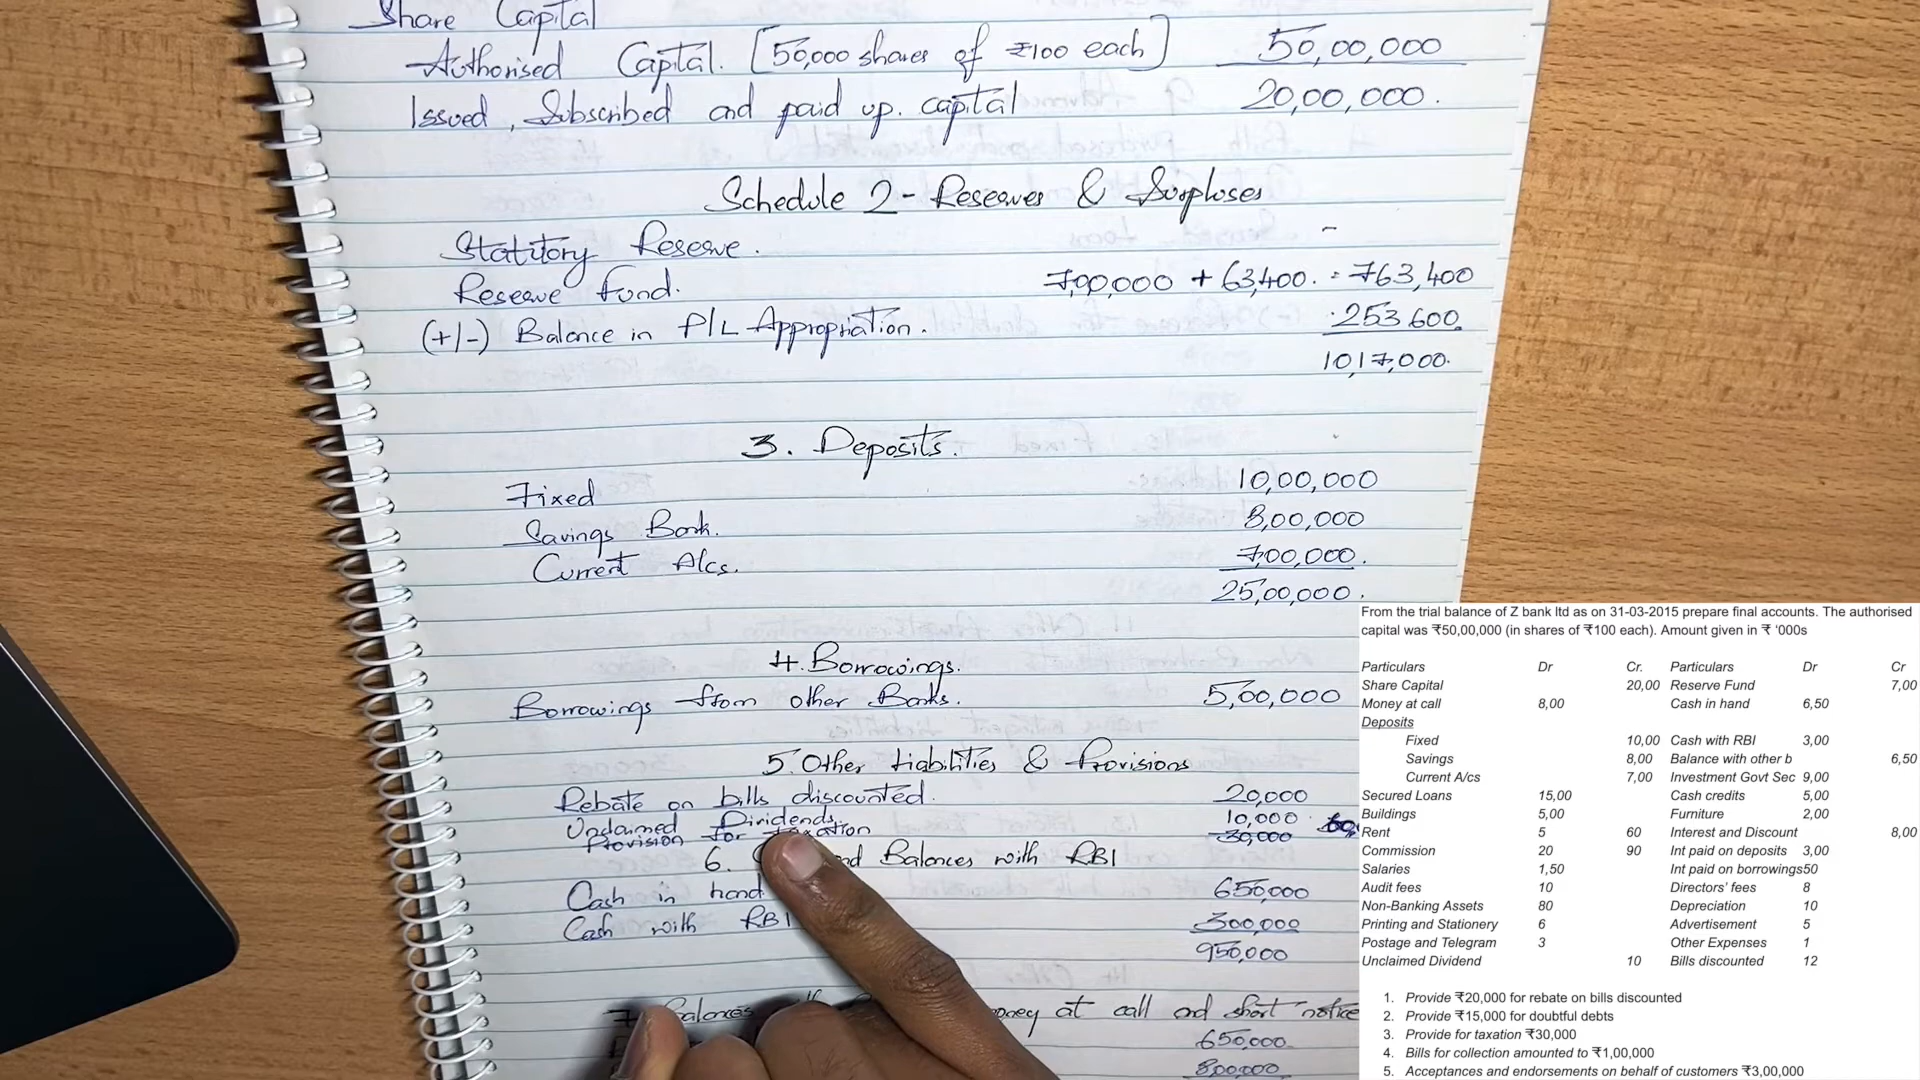 Share Capital
Authorised Capital. [50,000 shares of ₹100 each] 50,00,000
Issued, Subscribed and paid up. capital 20,00,000.
Schedule 2 - Reserves & Surpluses
Statutory Reserve. -
Reserve Fund. 7,00,000 + 63,400. = 763,400
(+/-) Balance in P/L Appropriation. 253600
10,17,000.
3. Deposits.
Fixed 10,00,000
Savings Bank. 8,00,000
Current A/cs. 7,00,000.
25,00,000.
4. Borrowings.
Borrowings from other Banks. 5,00,000
5. Other Liabilities & Provisions
Rebate on bills discounted. 20,000
Unclaimed Dividends. 10,000
Provision for taxation 30,000
6. and Balances with RBI
Cash in hand 650,000
Cash with RBI 300,000
950,000
7. Balances money at call and short notice
650,000
800,000
From the trial balance of Z bank ltd as on 31-03-2015 prepare final accounts. The authorised
capital was ₹50,00,000 (in shares of ₹100 each). Amount given in ₹ '000s
Particulars Dr Cr. Particulars Dr Cr
Share Capital 20,00 Reserve Fund 7,00
Money at call 8,00 Cash in hand 6,50
Deposits
Fixed 10,00 Cash with RBI 3,00
Savings 8,00 Balance with other b 6,50
Current A/cs 7,00 Investment Govt Sec 9,00
Secured Loans 15,00 Cash credits 5,00
Buildings 5,00 Furniture 2,00
Rent 5 60 Interest and Discount 8,00
Commission 20 90 Int paid on deposits 3,00
Salaries 1,50 Int paid on borrowings50
Audit fees 10 Directors' fees 8
Non-Banking Assets 80 Depreciation 10
Printing and Stationery 6 Advertisement 5
Postage and Telegram 3 Other Expenses 1
Unclaimed Dividend 10 Bills discounted 12
1. Provide ₹20,000 for rebate on bills discounted
2. Provide ₹15,000 for doubtful debts
3. Provide for taxation ₹30,000
4. Bills for collection amounted to ₹1,00,000
5. Acceptances and endorsements on behalf of customers ₹3,00,000